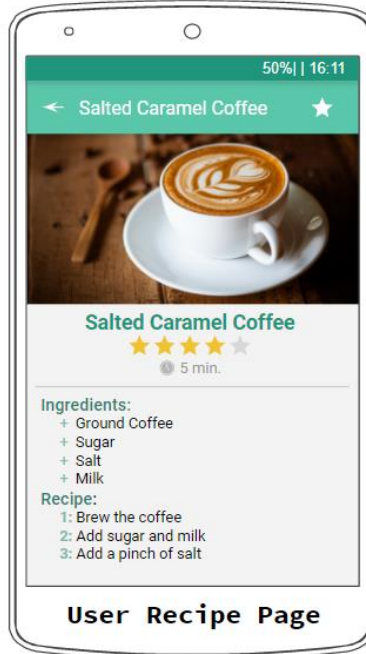 50%| | 16:11
Salted Caramel Coffee
Salted Caramel Coffee
5 min.
Ingredients:
+ Ground Coffee
+ Sugar
+ Salt
+ Milk
Recipe:
1: Brew the coffee
2: Add sugar and milk
3: Add a pinch of salt
User Recipe Page